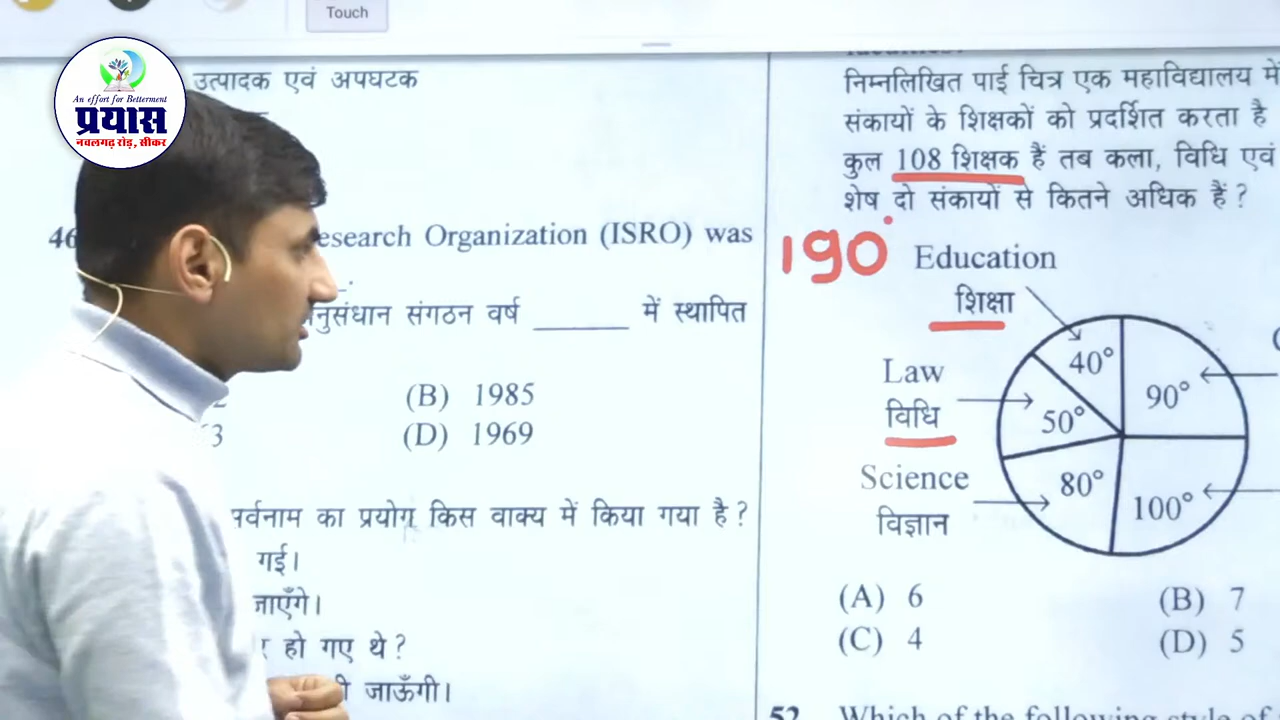 Touch
An effort for Betterment
प्रयास
नवलगढ़ रोड़, सीकर
उत्पादक एवं अपघटक
46
esearch Organization (ISRO) was
नुसंधान संगठन वर्ष ______ में स्थापित
(B) 1985
63
(D) 1969
सर्वनाम का प्रयोग किस वाक्य में किया गया है?
गई।
जाएँगे।
हो गए थे?
जाऊँगी।
निम्नलिखित पाई चित्र एक महाविद्यालय में
संकायों के शिक्षकों को प्रदर्शित करता है
कुल 108 शिक्षक हैं तब कला, विधि एवं
शेष दो संकायों से कितने अधिक हैं?
190°
Education
शिक्षा
40°
90°
Law
विधि
50°
Science
विज्ञान
80°
100°
(A) 6
(B) 7
(C) 4
(D) 5
52 Which of the following style of